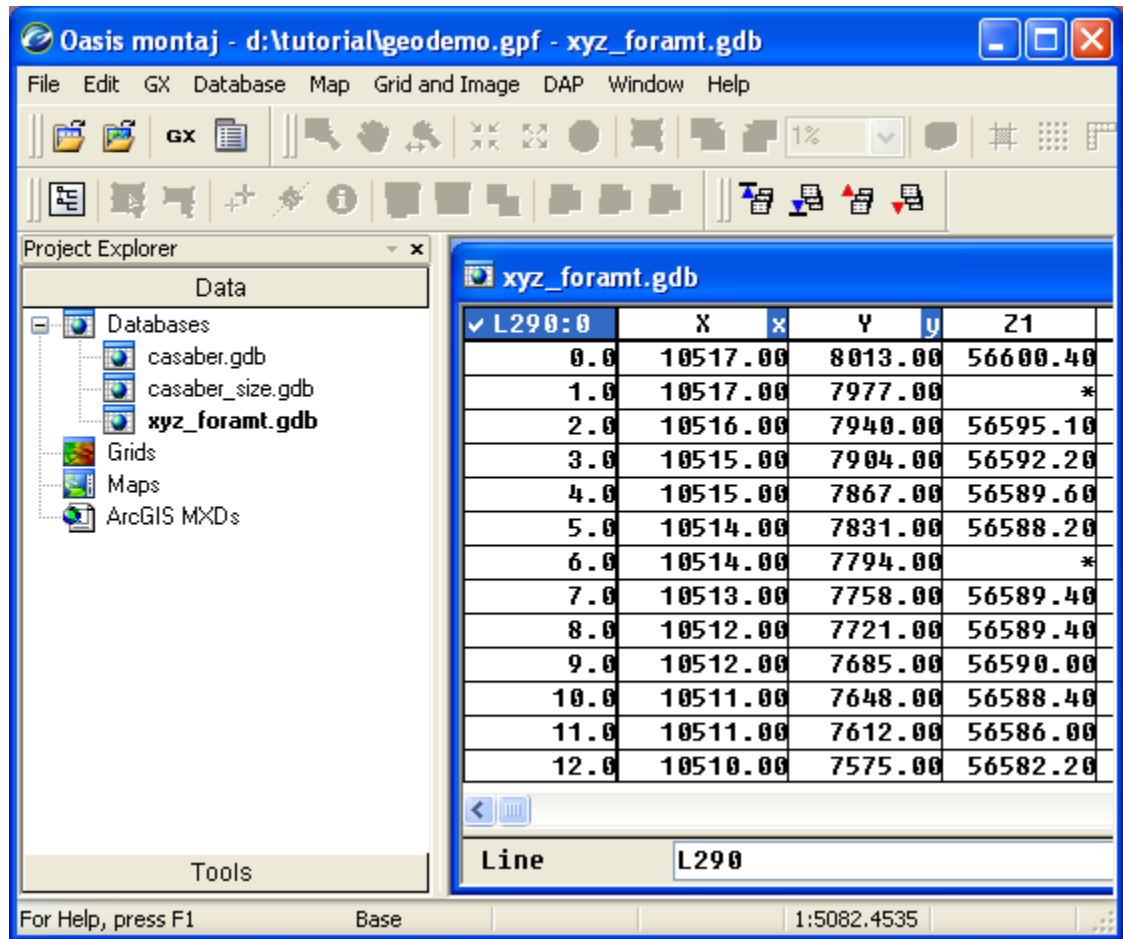 Oasis montaj - d:\tutorial\geodemo.gpf - xyz_foramt.gdb
File Edit GX Database Map Grid and Image DAP Window Help
GX 1%
Project Explorer
Data
Databases
casaber.gdb
casaber_size.gdb
xyz_foramt.gdb
Grids
Maps
ArcGIS MXDs
Tools
xyz_foramt.gdb
L290:0 X x Y y Z1
0.0 10517.00 8013.00 56600.40
1.0 10517.00 7977.00 *
2.0 10516.00 7940.00 56595.10
3.0 10515.00 7904.00 56592.20
4.0 10515.00 7867.00 56589.60
5.0 10514.00 7831.00 56588.20
6.0 10514.00 7794.00 *
7.0 10513.00 7758.00 56589.40
8.0 10512.00 7721.00 56589.40
9.0 10512.00 7685.00 56590.00
10.0 10511.00 7648.00 56588.40
11.0 10511.00 7612.00 56586.00
12.0 10510.00 7575.00 56582.20
Line L290
For Help, press F1 Base 1:5082.4535